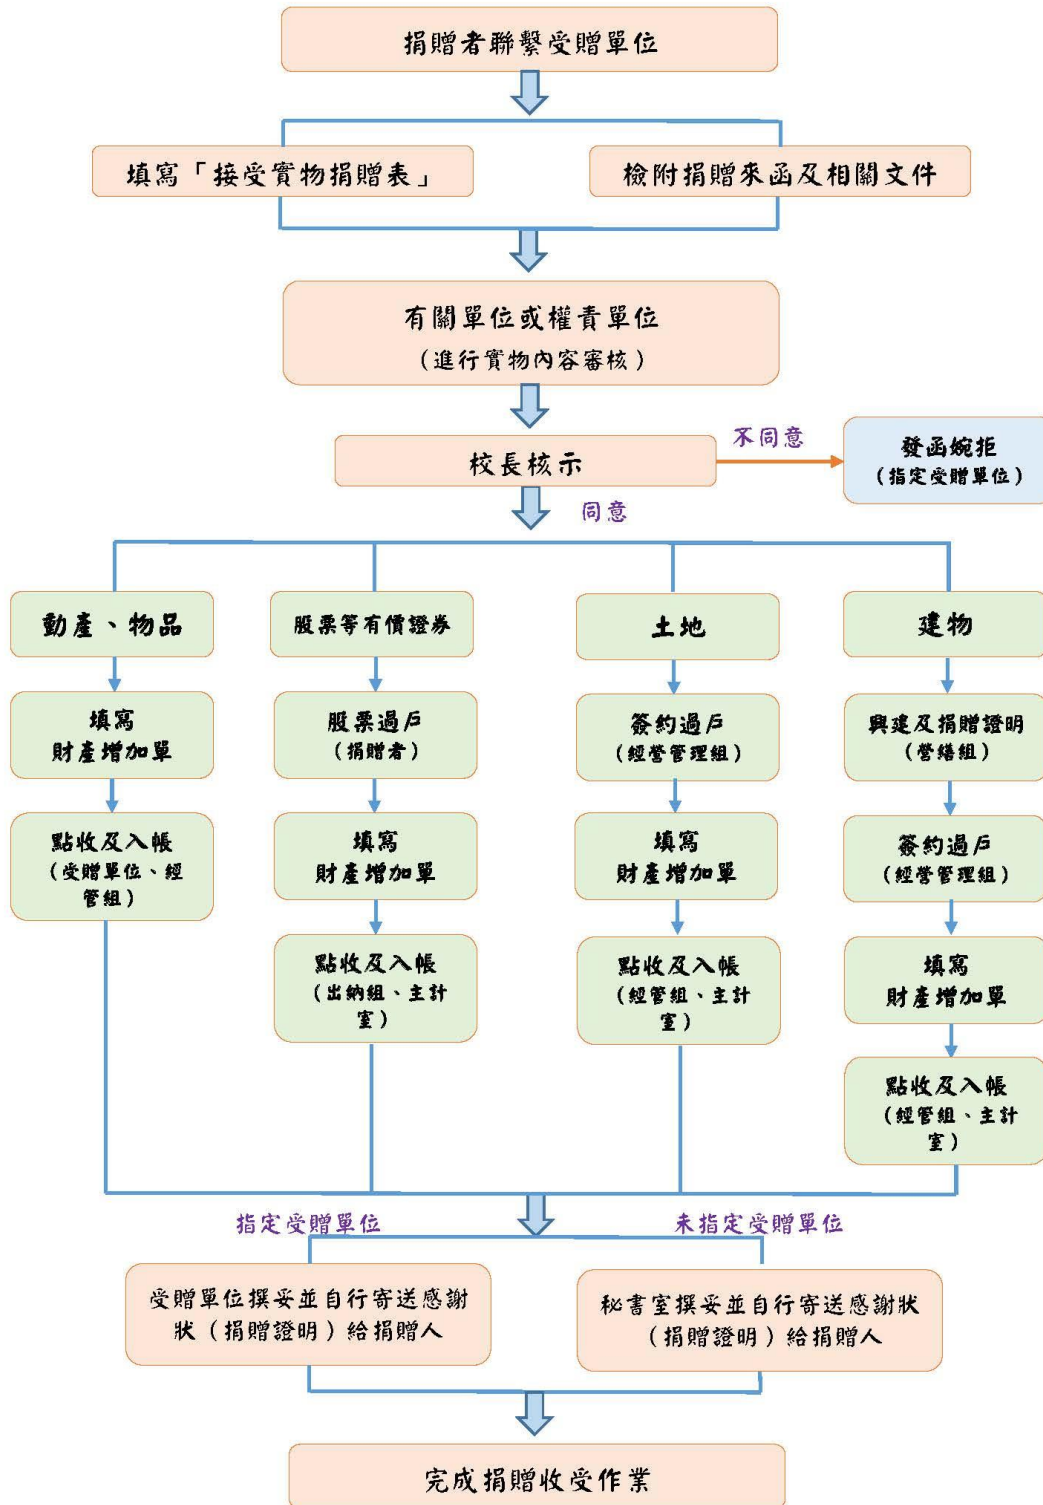 捐贈者聯繫受贈單位
填寫「接受實物捐贈表」
檢附捐贈來函及相關文件
有關單位或權責單位
(進行實物內容審核)
校長核示
不同意
發函婉拒
(指定受贈單位)
同意
動產、物品
填寫
財產增加單
點收及入帳
(受贈單位、經
管組)
股票等有價證券
股票過戶
(捐贈者)
填寫
財產增加單
點收及入帳
(出納組、主計
室)
土地
簽約過戶
(經營管理組)
填寫
財產增加單
點收及入帳
(經管組、主計
室)
建物
興建及捐贈證明
(營繕組)
簽約過戶
(經營管理組)
填寫
財產增加單
點收及入帳
(經管組、主計
室)
指定受贈單位
未指定受贈單位
受贈單位撰妥並自行寄送感謝
狀(捐贈證明)給捐贈人
秘書室撰妥並自行寄送感謝狀
(捐贈證明)給捐贈人
完成捐贈收受作業